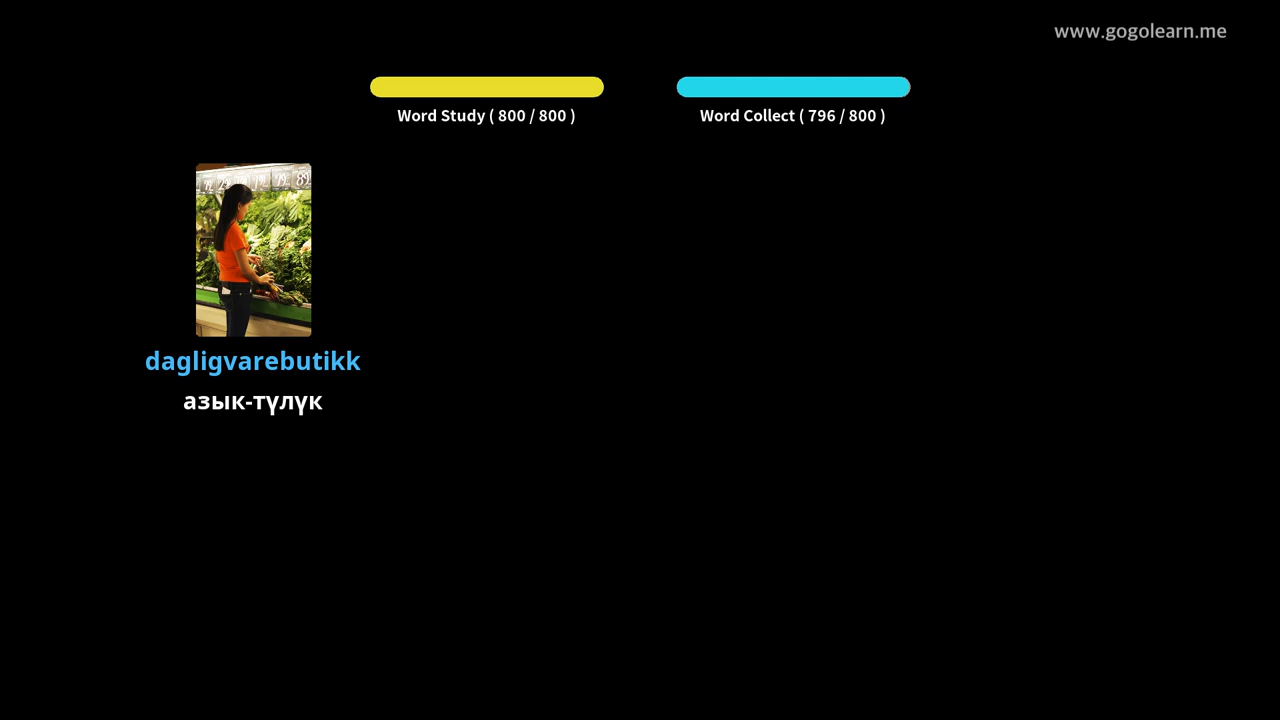 www.gogolearn.me
Word Study ( 800 / 800 )
Word Collect ( 796 / 800 )
dagligvarebutikk
азык-түлүк